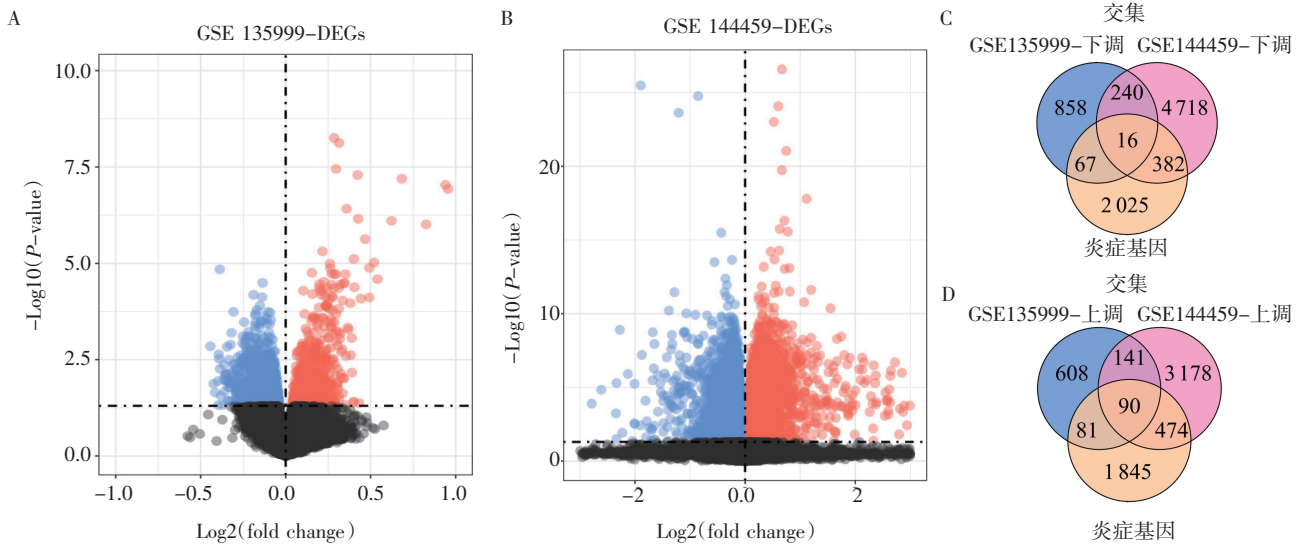 A
GSE 135999-DEGs
10.0
7.5
5.0
2.5
0.0
-Log10(P-value)
-1.0 -0.5 0.0 0.5 1.0
Log2(fold change)
B
GSE 144459-DEGs
20
10
0
-Log10(P-value)
-2 0.0 2
Log2(fold change)
C
交集
GSE135999-下调 GSE144459-下调
858 240 4 718
16
67 382
2 025
炎症基因
D
交集
GSE135999-上调 GSE144459-上调
608 141 3 178
90
81 474
1 845
炎症基因